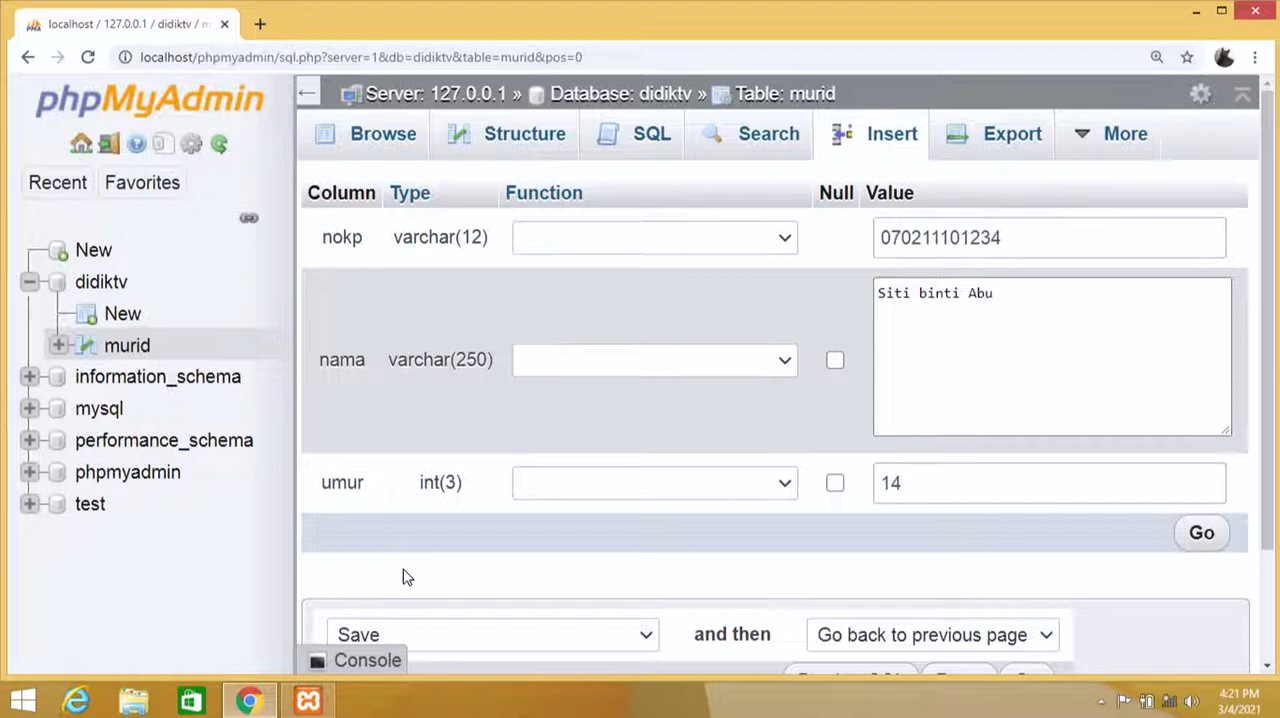 localhost / 127.0.0.1 / didiktv / m
localhost/phpmyadmin/sql.php?server=1&db=didiktv&table=murid&pos=0
phpMyAdmin
Server: 127.0.0.1 » Database: didiktv » Table: murid
Browse Structure SQL Search Insert Export More
Recent Favorites
New
didiktv
New
murid
information_schema
mysql
performance_schema
phpmyadmin
test
Column Type Function Null Value
nokp varchar(12) 070211101234
nama varchar(250) Siti binti Abu
umur int(3) 14
Go
Save and then Go back to previous page
Console
4:21 PM
3/4/2021